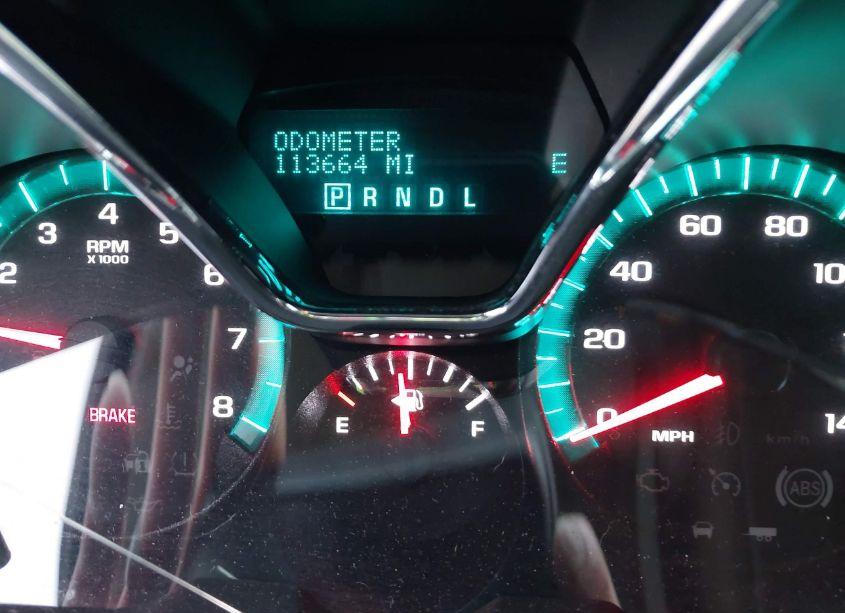 ODOMETER
113664 MI E
P R N D L
2 3 4 5 6 7 8
RPM
X 1000
BRAKE
E F
0 20 40 60 80
MPH
km/h
ABS